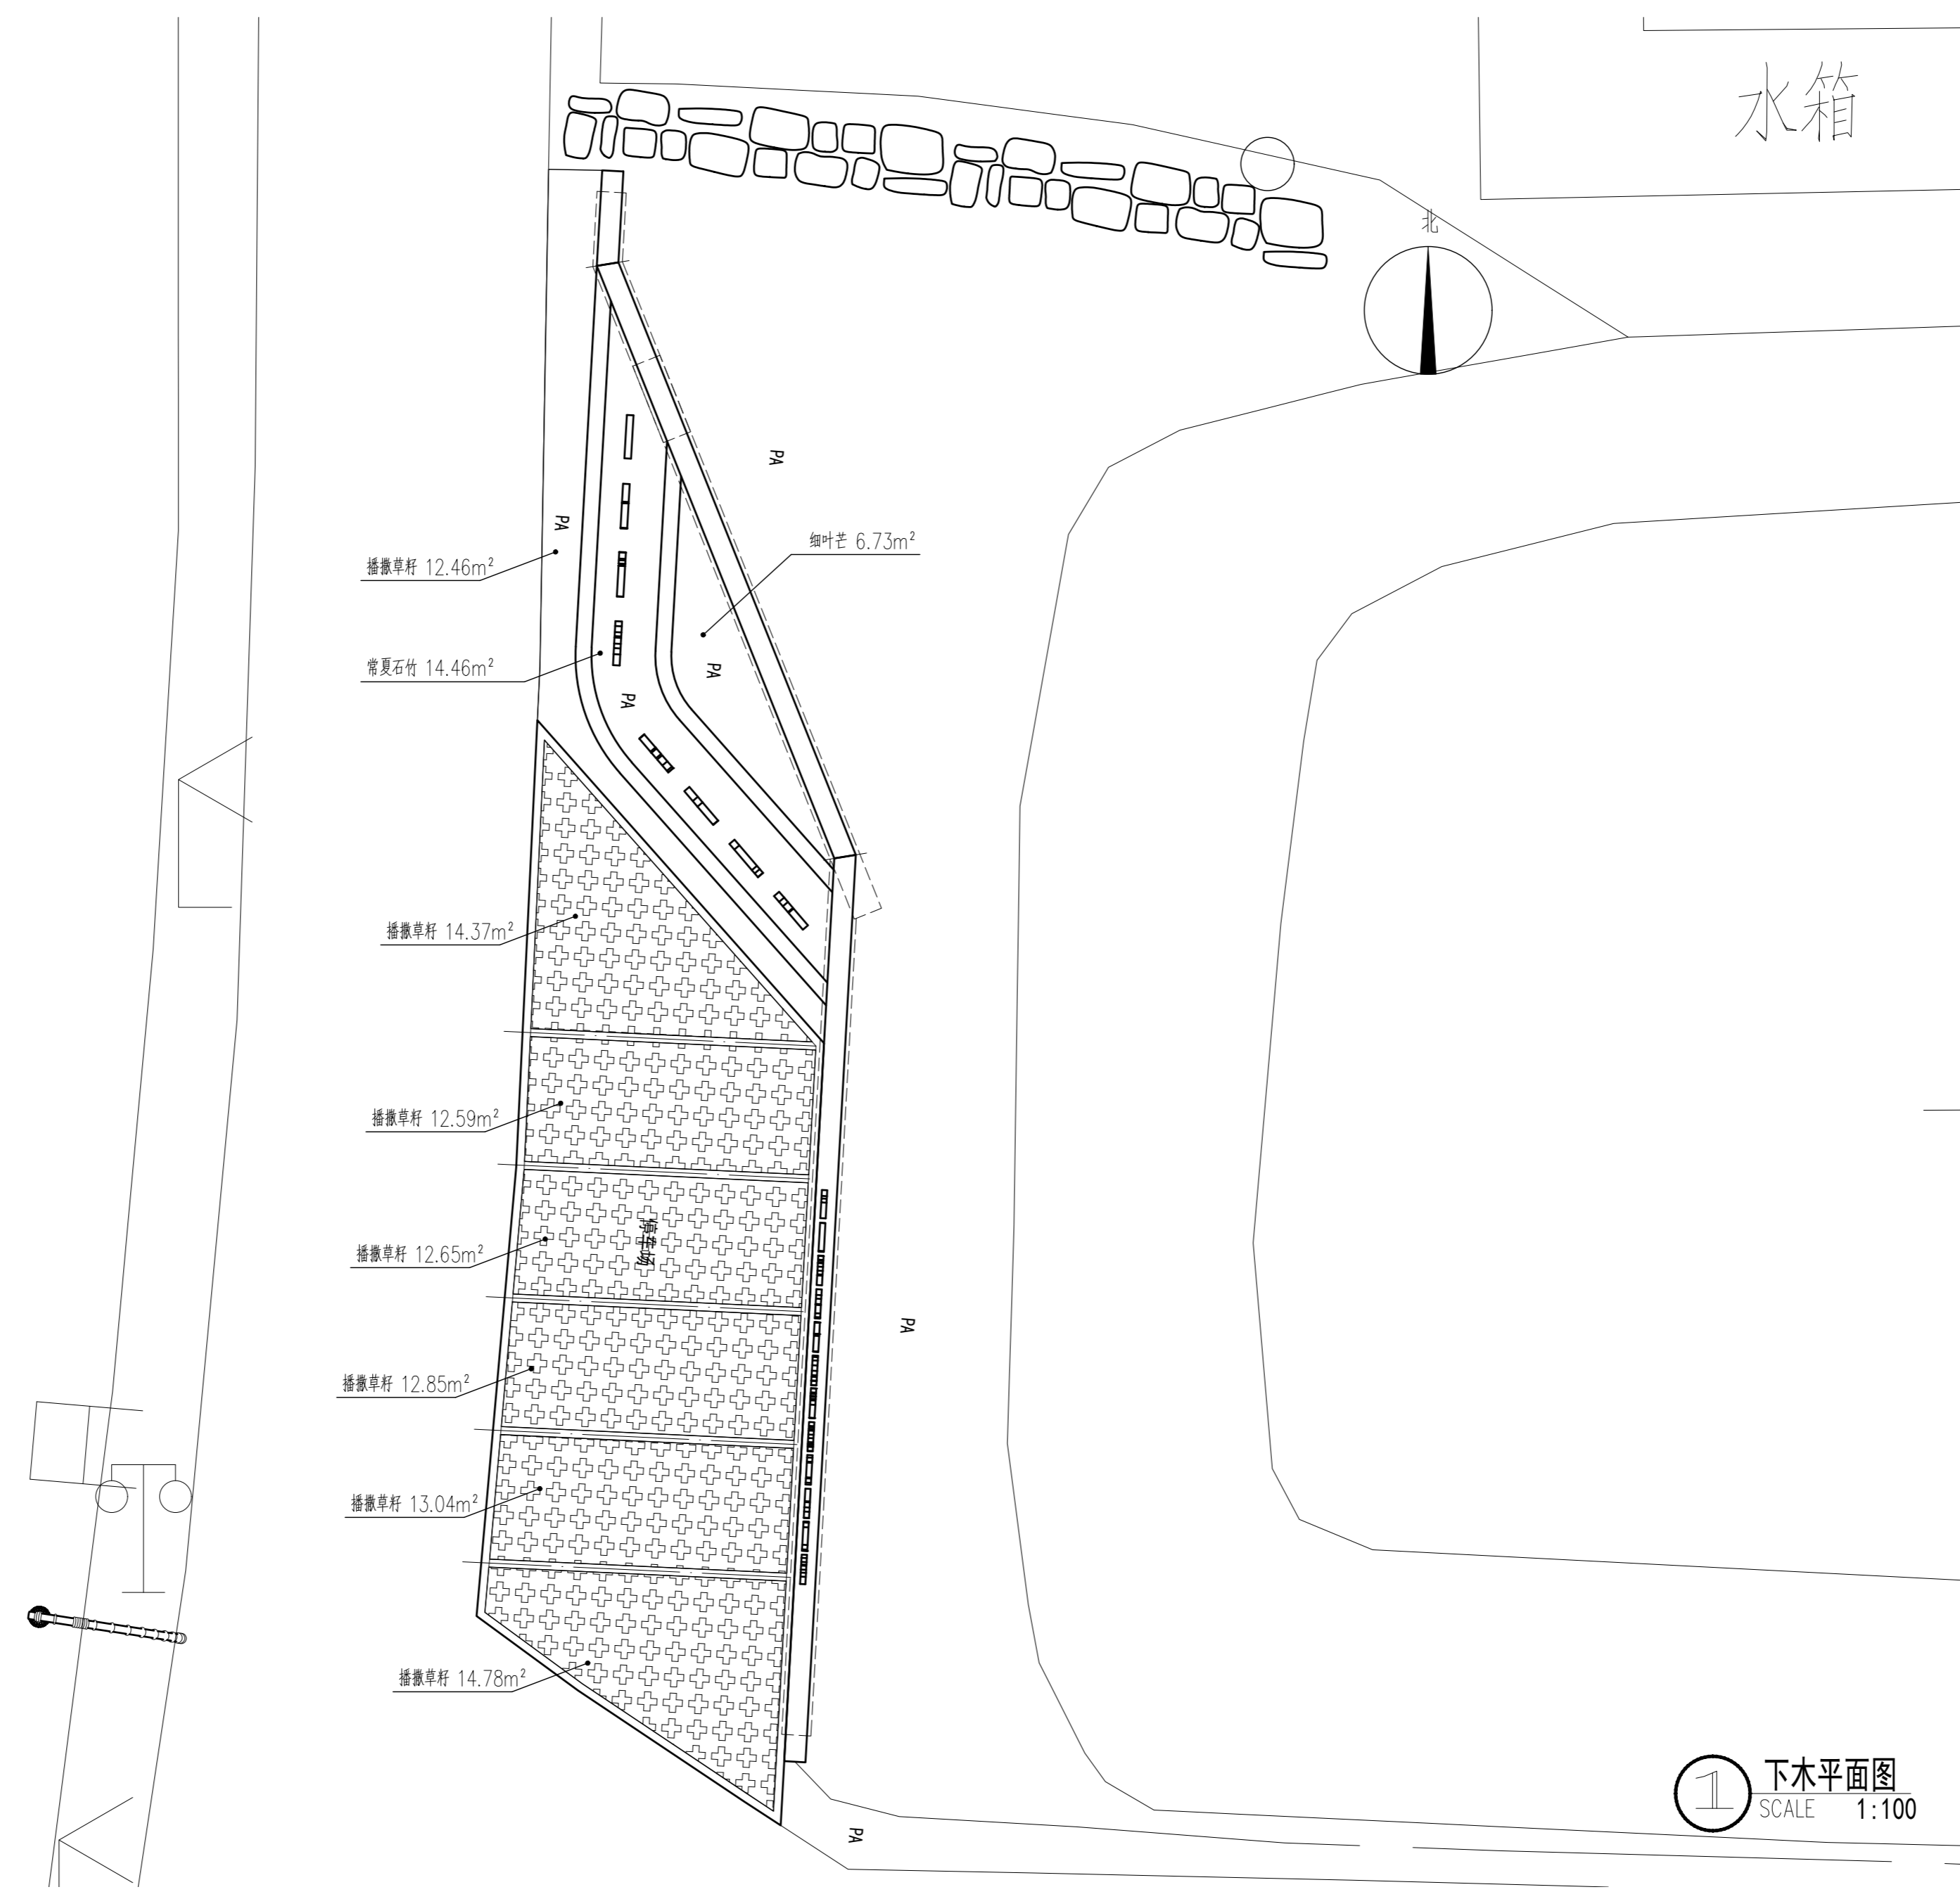 水箱
北
PA
PA
细叶芒 6.73m²
播撒草籽 12.46m²
常夏石竹 14.46m²
PA
PA
播撒草籽 14.37m²
播撒草籽 12.59m²
停车场
播撒草籽 12.65m²
PA
播撒草籽 12.85m²
播撒草籽 13.04m²
播撒草籽 14.78m²
PA
1 下木平面图
SCALE 1:100